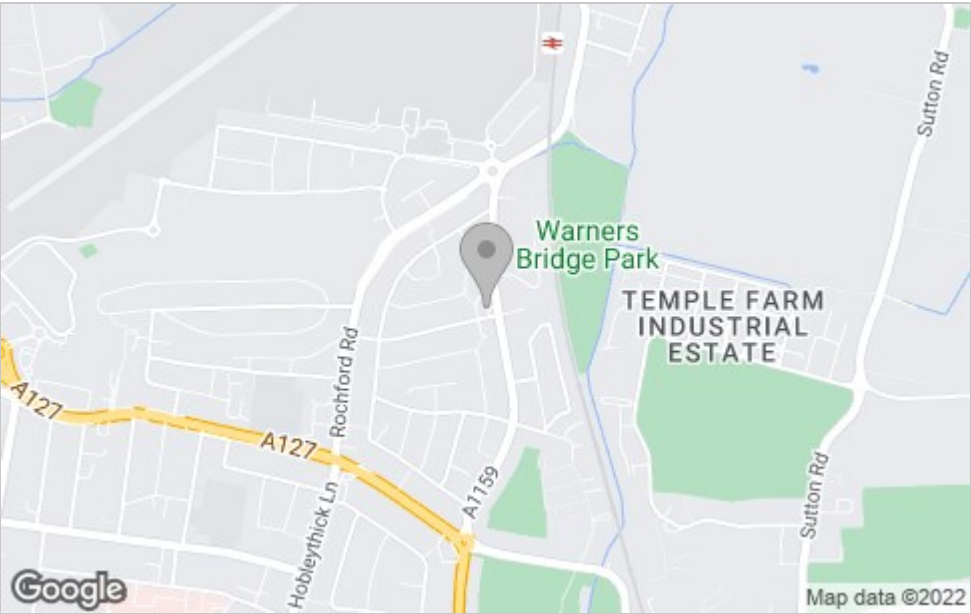 Sutton Rd
Warners
Bridge Park
TEMPLE FARM
INDUSTRIAL
ESTATE
Rochford Rd
A127
A127
A1159
Sutton Rd
Hobleythick Ln
Google
Map data ©2022